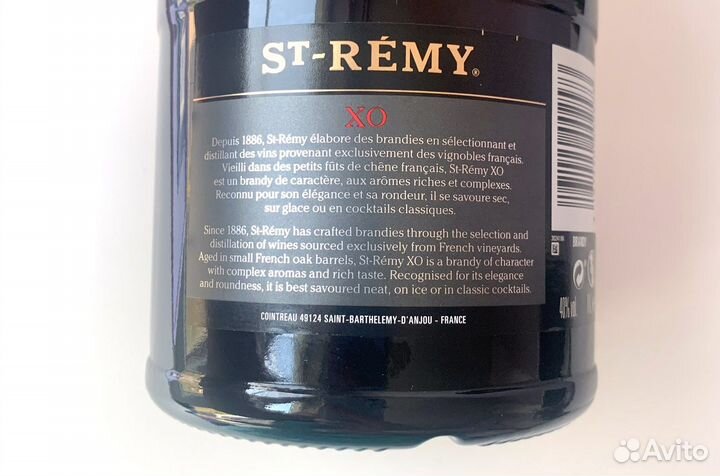 ST-RÉMY®
XO
Depuis 1886, St-Rémy élabore des brandies en sélectionnant et
distillant des vins provenant exclusivement des vignobles français.
Vieilli dans des petits fûts de chêne français, St-Rémy XO
est un brandy de caractère, aux arômes riches et complexes.
Reconnu pour son élégance et sa rondeur, il se savoure sec,
sur glace ou en cocktails classiques.
Since 1886, St-Rémy has crafted brandies through the selection and
distillation of wines sourced exclusively from French vineyards.
Aged in small French oak barrels, St-Rémy XO is a brandy of character
with complex aromas and rich taste. Recognised for its elegance
and roundness, it is best savoured neat, on ice or in classic cocktails.
COINTREAU 49124 SAINT-BARTHELEMY-D'ANJOU - FRANCE
BRANDY
40% vol.
Avito